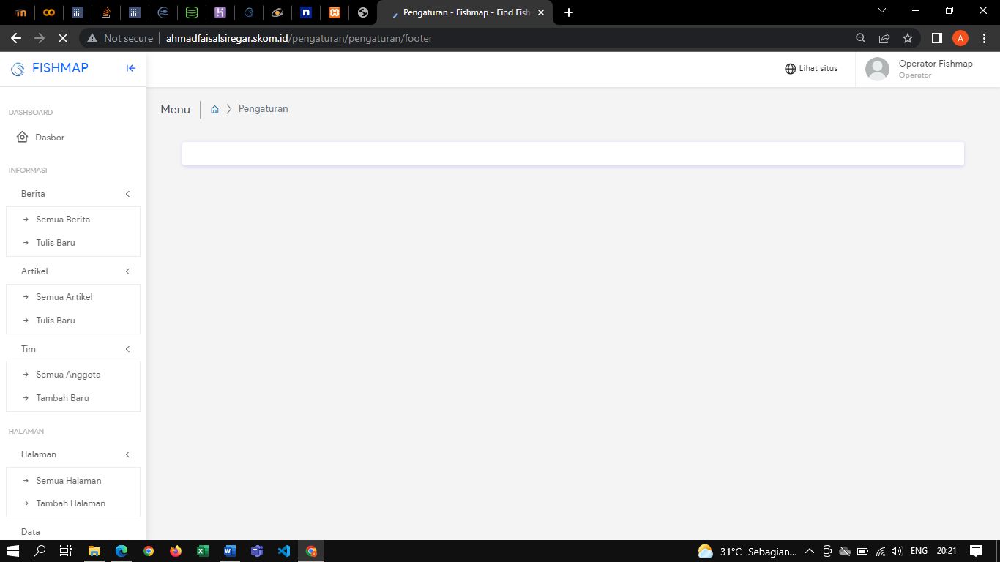 Pengaturan - Fishmap - Find Fish
Not secure
ahmadfaisalsiregar.skom.id/pengaturan/pengaturan/footer
A
FISHMAP
Lihat situs
Operator Fishmap
Operator
Menu
Pengaturan
DASHBOARD
Dasbor
INFORMASI
Berita
Semua Berita
Tulis Baru
Artikel
Semua Artikel
Tulis Baru
Tim
Semua Anggota
Tambah Baru
HALAMAN
Halaman
Semua Halaman
Tambah Halaman
Data
31°C Sebagian...
ENG
20:21